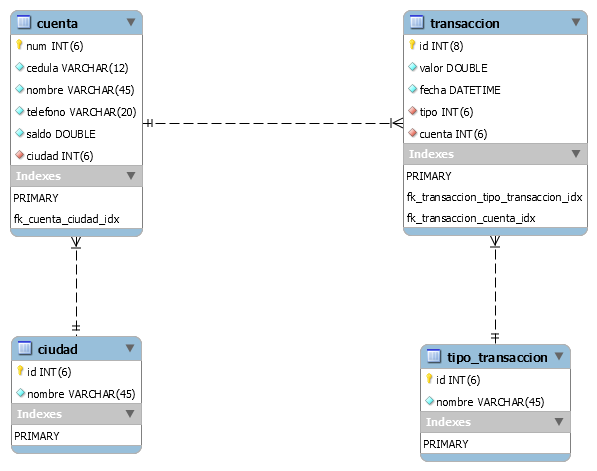 cuenta
num INT(6)
cedula VARCHAR(12)
nombre VARCHAR(45)
telefono VARCHAR(20)
saldo DOUBLE
ciudad INT(6)
Indexes
PRIMARY
fk_cuenta_ciudad_idx
transaccion
id INT(8)
valor DOUBLE
fecha DATETIME
tipo INT(6)
cuenta INT(6)
Indexes
PRIMARY
fk_transaccion_tipo_transaccion_idx
fk_transaccion_cuenta_idx
ciudad
id INT(6)
nombre VARCHAR(45)
Indexes
PRIMARY
tipo_transaccion
id INT(6)
nombre VARCHAR(45)
Indexes
PRIMARY